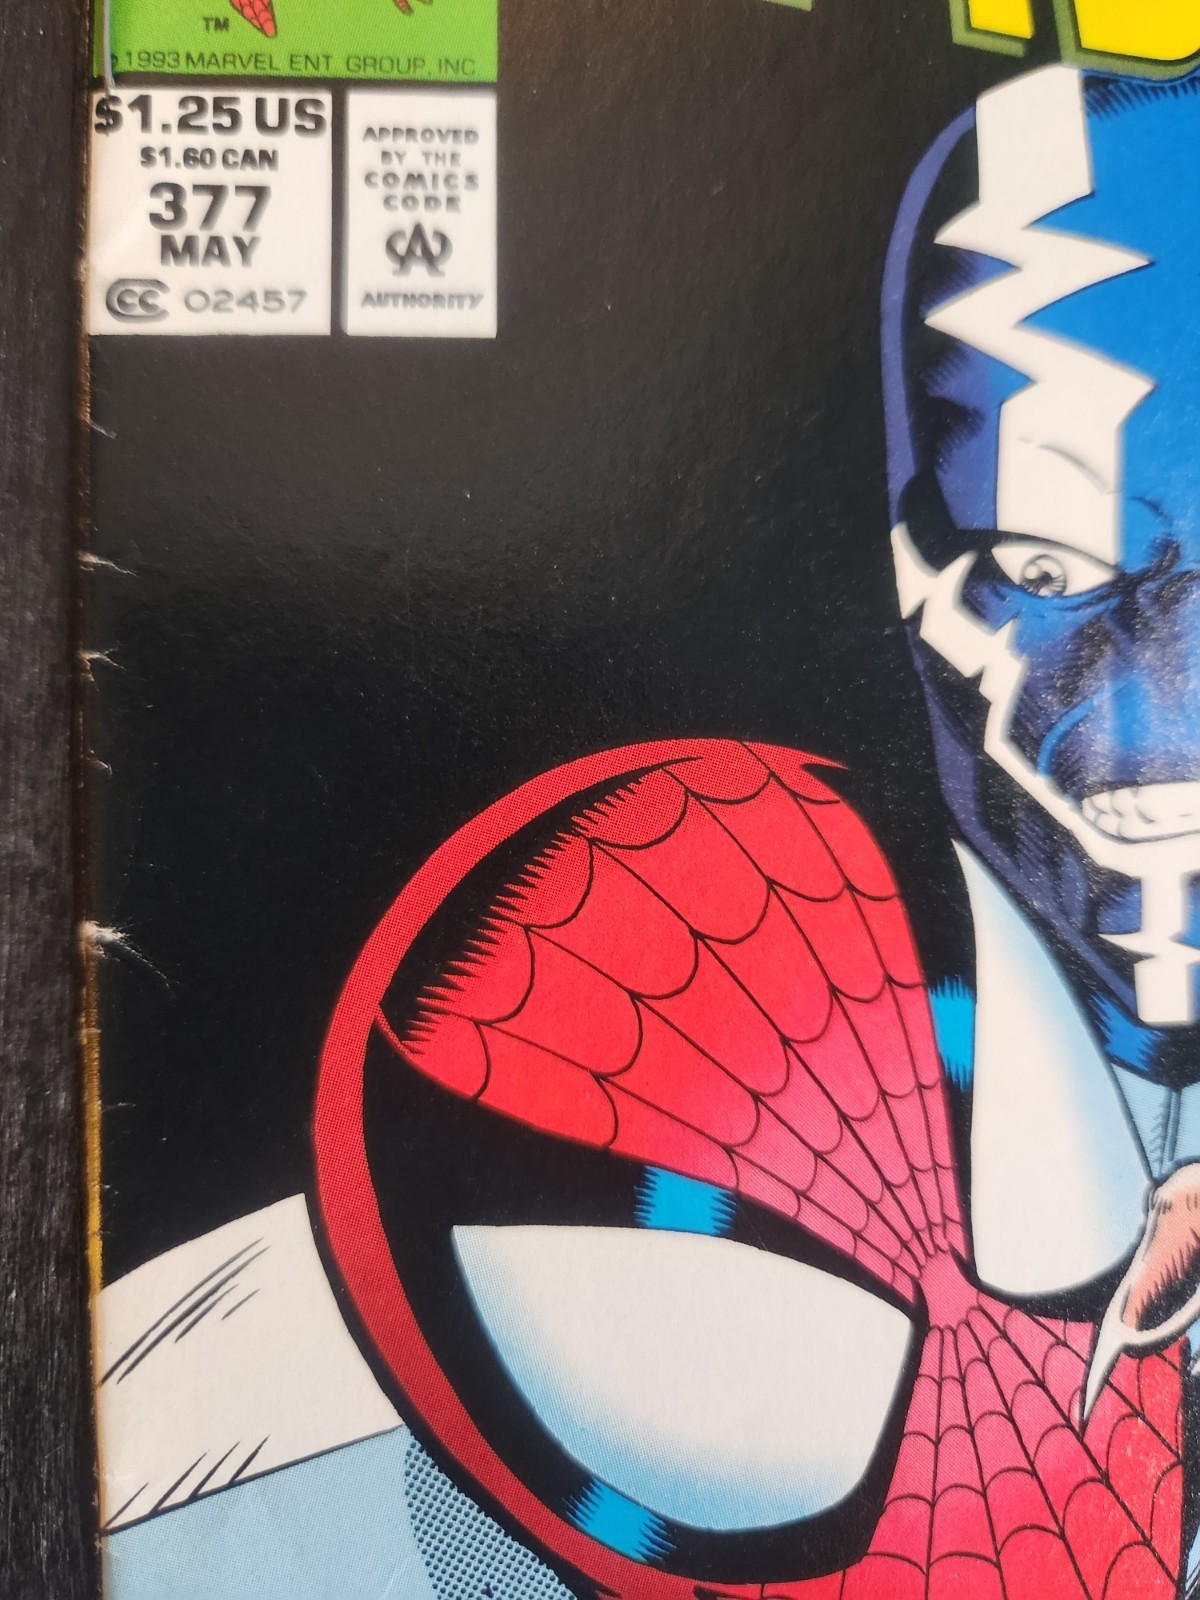 TM
© 1993 MARVEL ENT. GROUP, INC.
$1.25 US
$1.60 CAN
377
MAY
CC 02457
APPROVED
BY THE
COMICS
CODE
CA
AUTHORITY